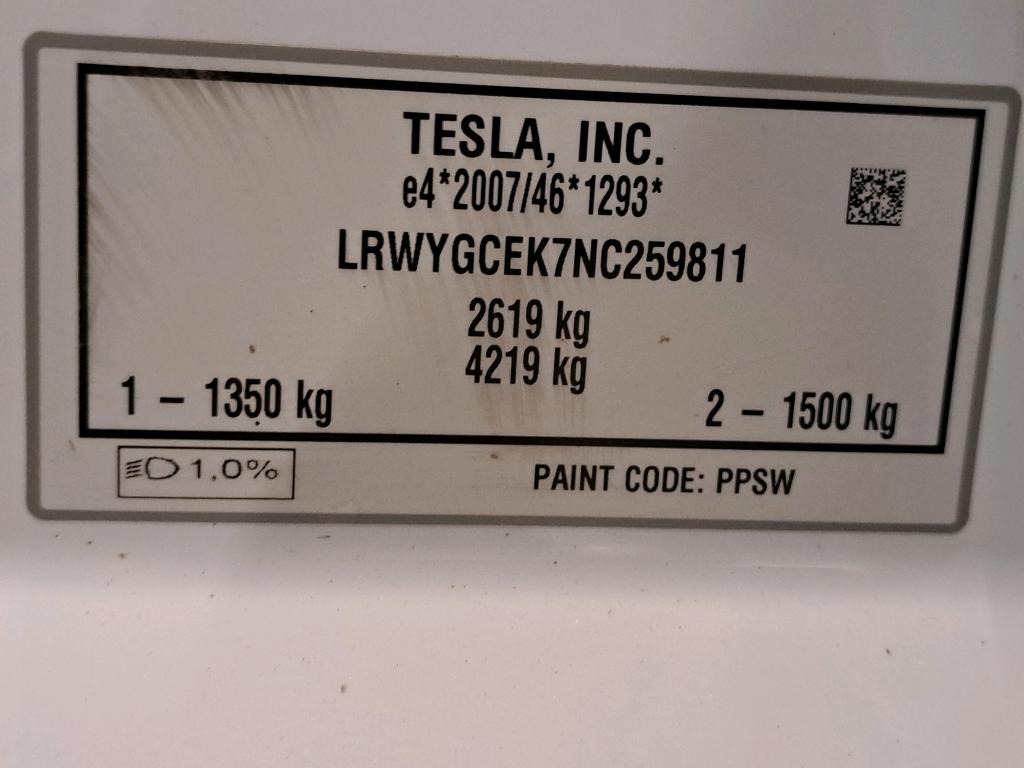 TESLA, INC.
e4*2007/46*1293*
LRWYGCEK7NC259811
2619 kg
4219 kg
1 – 1350 kg
2 – 1500 kg
1,0%
PAINT CODE: PPSW